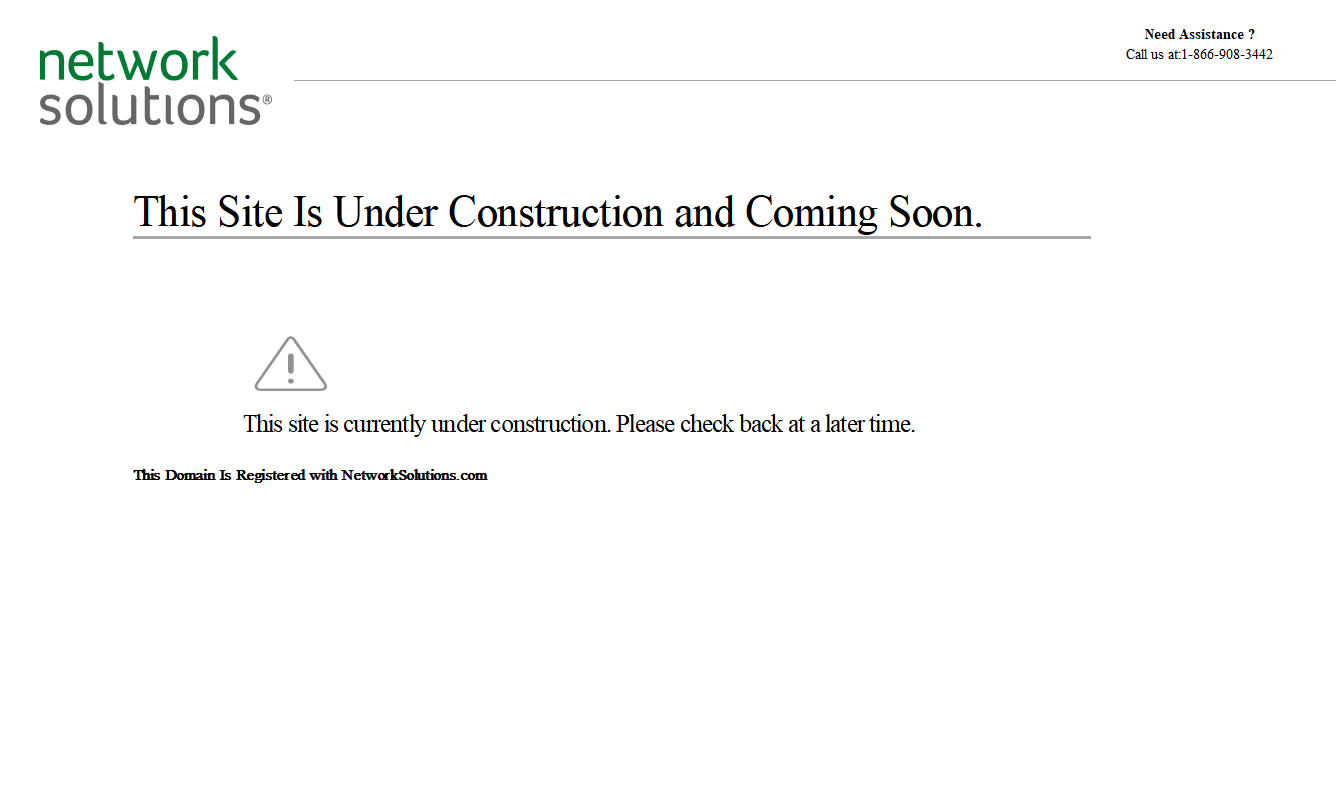 network
solutions®
Need Assistance ?
Call us at:1-866-908-3442
This Site Is Under Construction and Coming Soon.
This site is currently under construction. Please check back at a later time.
This Domain Is Registered with NetworkSolutions.com